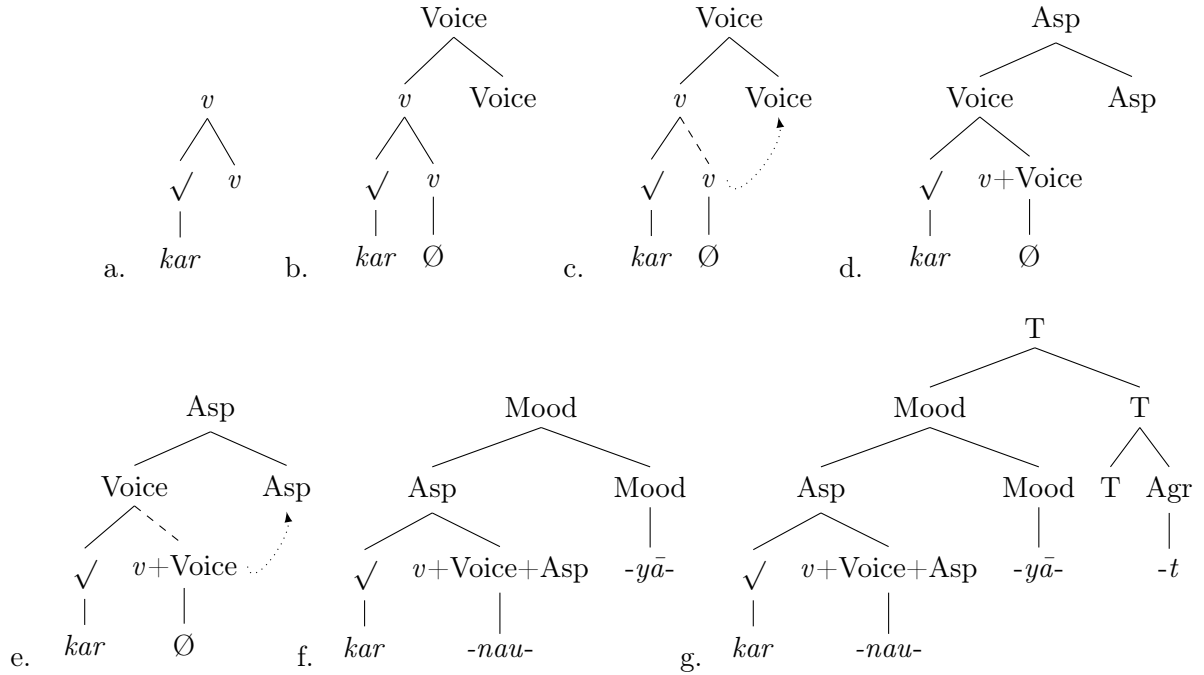 Voice Voice Asp
v v Voice v Voice Voice Asp
√ v √ v √ v √ v+Voice
a. kar b. kar Ø c. kar Ø d. kar Ø
T
Asp Mood Mood T
Voice Asp Asp Mood Asp Mood T Agr
√ v+Voice √ v+Voice+Asp -yā- √ v+Voice+Asp -yā- -t
e. kar Ø f. kar -nau- g. kar -nau-